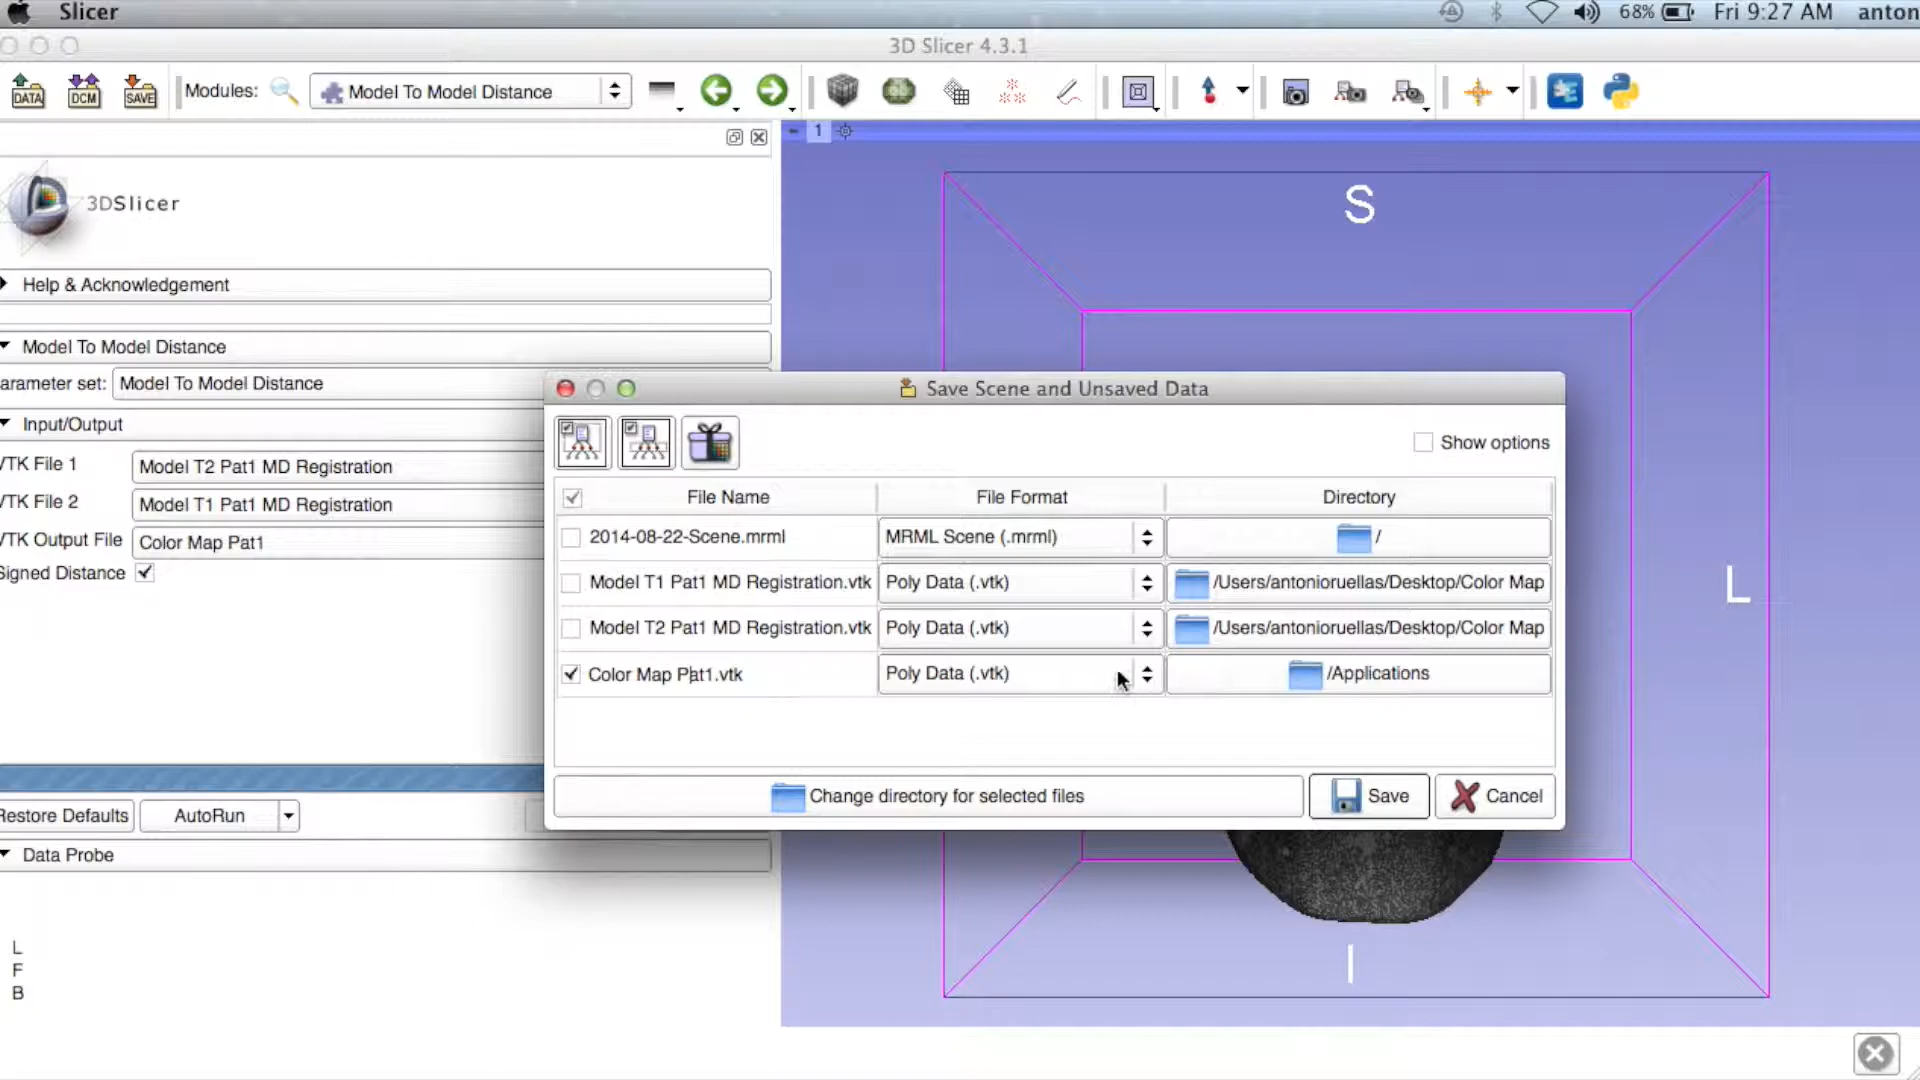 Slicer
68%
Fri 9:27 AM
anton
3D Slicer 4.3.1
DATA
DCM
SAVE
Modules:
Model To Model Distance
1
3DSlicer
Help & Acknowledgement
Model To Model Distance
arameter set:
Model To Model Distance
Input/Output
VTK File 1
Model T2 Pat1 MD Registration
VTK File 2
Model T1 Pat1 MD Registration
VTK Output File
Color Map Pat1
Signed Distance
Restore Defaults
AutoRun
Data Probe
L
F
B
S
L
I
Save Scene and Unsaved Data
Show options
File Name
File Format
Directory
2014-08-22-Scene.mrml
MRML Scene (.mrml)
/
Model T1 Pat1 MD Registration.vtk
Poly Data (.vtk)
/Users/antonioruellas/Desktop/Color Map
Model T2 Pat1 MD Registration.vtk
Poly Data (.vtk)
/Users/antonioruellas/Desktop/Color Map
Color Map Pat1.vtk
Poly Data (.vtk)
/Applications
Change directory for selected files
Save
Cancel